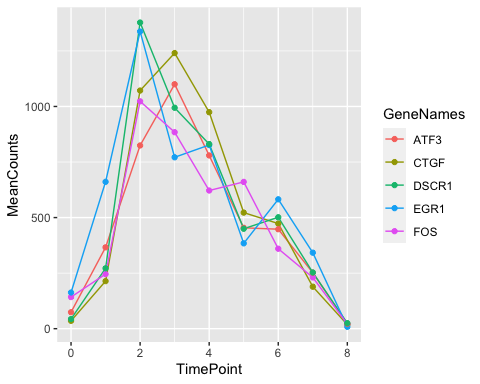 MeanCounts
1000
500
0
0
2
4
6
8
TimePoint
GeneNames
ATF3
CTGF
DSCR1
EGR1
FOS